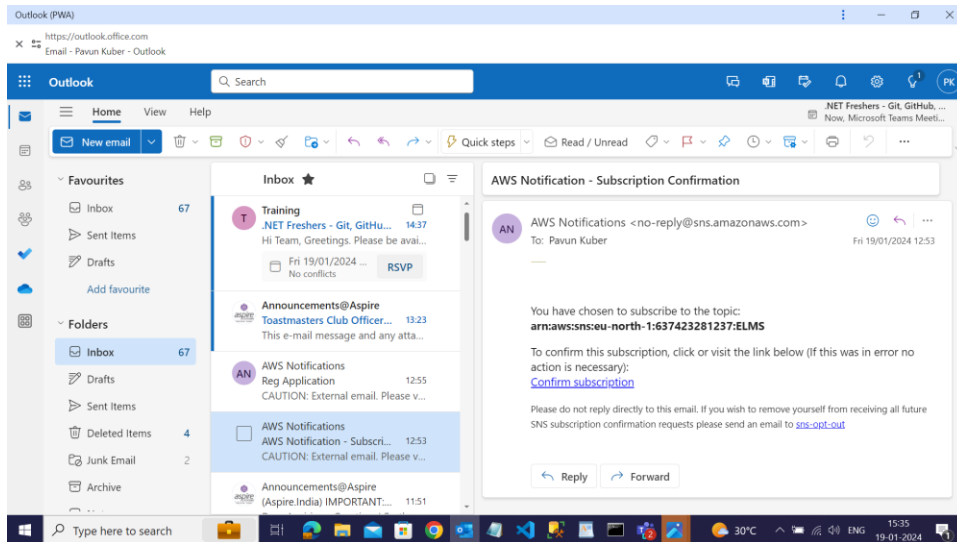 Outlook (PWA)
https://outlook.office.com
Email - Pavun Kuber - Outlook
Outlook
Search
1
PK
Home View Help
.NET Freshers - Git, GitHub, ...
Now, Microsoft Teams Meeti...
New email
Quick steps
Read / Unread
Favourites
Inbox 67
Sent Items
Drafts
Add favourite
Folders
Inbox 67
Drafts
Sent Items
Deleted Items 4
Junk Email 2
Archive
Inbox
T
Training
.NET Freshers - Git, GitHu... 14:37
Hi Team, Greetings. Please be avai...
Fri 19/01/2024 ...
No conflicts
RSVP
aspire
Announcements@Aspire
Toastmasters Club Officer... 13:23
This e-mail message and any atta...
AN
AWS Notifications
Reg Application 12:55
CAUTION: External email. Please v...
AWS Notifications
AWS Notification - Subscri... 12:53
CAUTION: External email. Please v...
aspire
Announcements@Aspire
(Aspire.India) IMPORTANT:... 11:51
AWS Notification - Subscription Confirmation
AN
AWS Notifications <no-reply@sns.amazonaws.com>
To: Pavun Kuber
Fri 19/01/2024 12:53
You have chosen to subscribe to the topic:
arn:aws:sns:eu-north-1:637423281237:ELMS
To confirm this subscription, click or visit the link below (If this was in error no
action is necessary):
Confirm subscription
Please do not reply directly to this email. If you wish to remove yourself from receiving all future
SNS subscription confirmation requests please send an email to sns-opt-out
Reply
Forward
Type here to search
30°C
ENG
15:35
19-01-2024